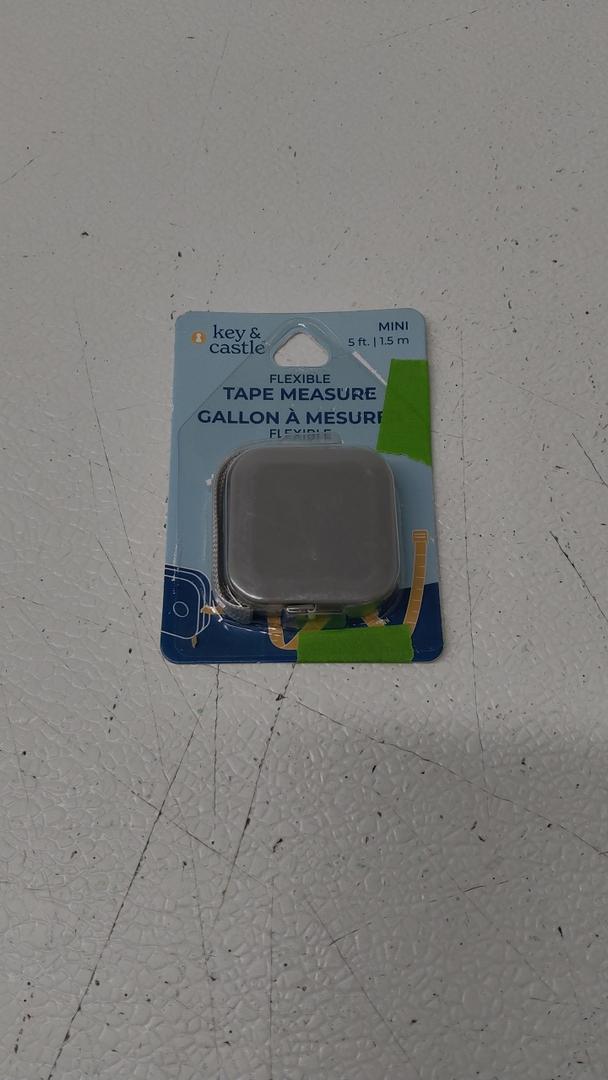 key &
castle
MINI
5 ft. | 1.5 m
FLEXIBLE
TAPE MEASURE
GALLON À MESURE
FLEXIBLE